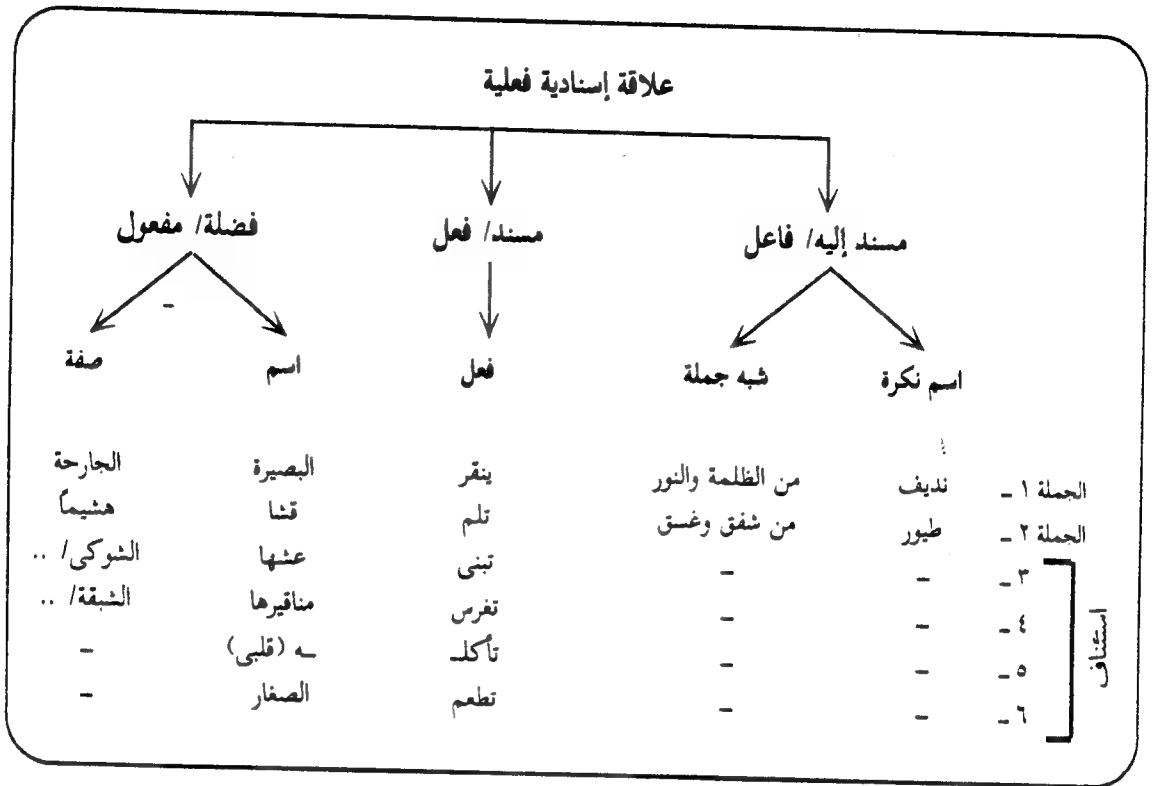 علاقة إسنادية فعلية
مسند إليه/ فاعل مسند/ فعل فضلة/ مفعول
اسم نكرة شبه جملة فعل اسم صفة
الجملة ١ ـ نديف من الظلمة والنور ينقر البصيرة الجارحة
الجملة ٢ ـ طيور من شفق وغسق تلم قشا هشيماً
٣ ـ – – تبنى عشها الشوكى/ ..
٤ ـ – – تغرس مناقيرها الشبقة/ ..
٥ ـ – – تأكلـ ـه (قلبى) –
٦ ـ – – تطعم الصغار –
استئناف